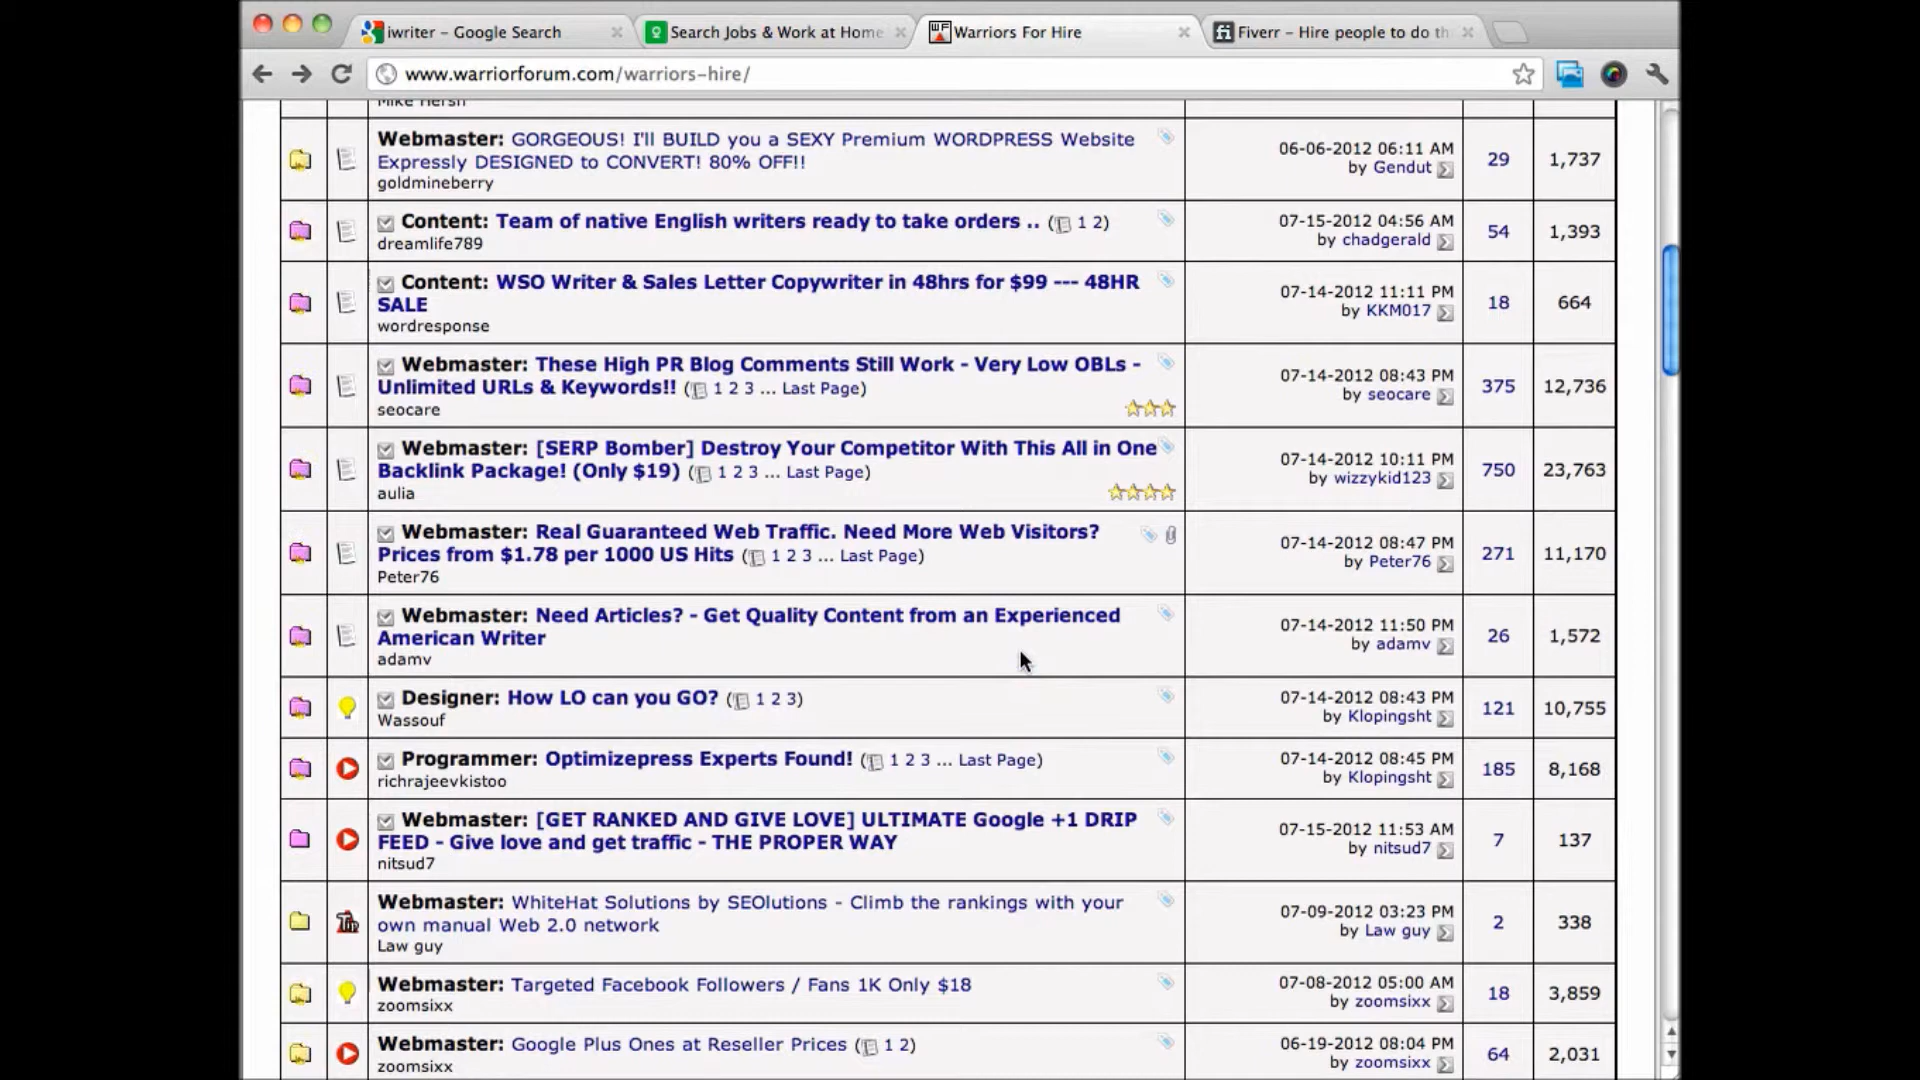 iwriter – Google Search
Search Jobs & Work at Home
Warriors For Hire
Fiverr – Hire people to do th
www.warriorforum.com/warriors-hire/
Mike Hersh
Webmaster: GORGEOUS! I'll BUILD you a SEXY Premium WORDPRESS Website
Expressly DESIGNED to CONVERT! 80% OFF!!
goldmineberry
06-06-2012 06:11 AM
by Gendut
29
1,737
Content: Team of native English writers ready to take orders .. ( 1 2)
dreamlife789
07-15-2012 04:56 AM
by chadgerald
54
1,393
Content: WSO Writer & Sales Letter Copywriter in 48hrs for $99 --- 48HR
SALE
wordresponse
07-14-2012 11:11 PM
by KKM017
18
664
Webmaster: These High PR Blog Comments Still Work - Very Low OBLs -
Unlimited URLs & Keywords!! ( 1 2 3 ... Last Page)
seocare
07-14-2012 08:43 PM
by seocare
375
12,736
Webmaster: [SERP Bomber] Destroy Your Competitor With This All in One
Backlink Package! (Only $19) ( 1 2 3 ... Last Page)
aulia
07-14-2012 10:11 PM
by wizzykid123
750
23,763
Webmaster: Real Guaranteed Web Traffic. Need More Web Visitors?
Prices from $1.78 per 1000 US Hits ( 1 2 3 ... Last Page)
Peter76
07-14-2012 08:47 PM
by Peter76
271
11,170
Webmaster: Need Articles? - Get Quality Content from an Experienced
American Writer
adamv
07-14-2012 11:50 PM
by adamv
26
1,572
Designer: How LO can you GO? ( 1 2 3)
Wassouf
07-14-2012 08:43 PM
by Klopingsht
121
10,755
Programmer: Optimizepress Experts Found! ( 1 2 3 ... Last Page)
richrajeevkistoo
07-14-2012 08:45 PM
by Klopingsht
185
8,168
Webmaster: [GET RANKED AND GIVE LOVE] ULTIMATE Google +1 DRIP
FEED - Give love and get traffic - THE PROPER WAY
nitsud7
07-15-2012 11:53 AM
by nitsud7
7
137
Webmaster: WhiteHat Solutions by SEOlutions - Climb the rankings with your
own manual Web 2.0 network
Law guy
07-09-2012 03:23 PM
by Law guy
2
338
Webmaster: Targeted Facebook Followers / Fans 1K Only $18
zoomsixx
07-08-2012 05:00 AM
by zoomsixx
18
3,859
Webmaster: Google Plus Ones at Reseller Prices ( 1 2)
zoomsixx
06-19-2012 08:04 PM
by zoomsixx
64
2,031